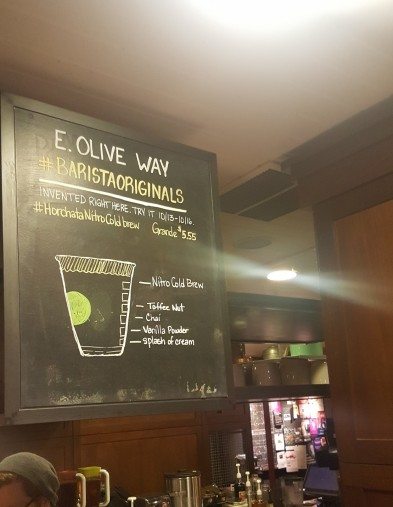 E. OLIVE WAY
#BARISTAORIGINALS
INVENTED RIGHT HERE. TRY IT 10/13-10/16.
#HorchataNitroColdbrew Grande $5.55
Nitro Cold Brew
Toffee Nut
Chai
Vanilla Powder
splash of cream